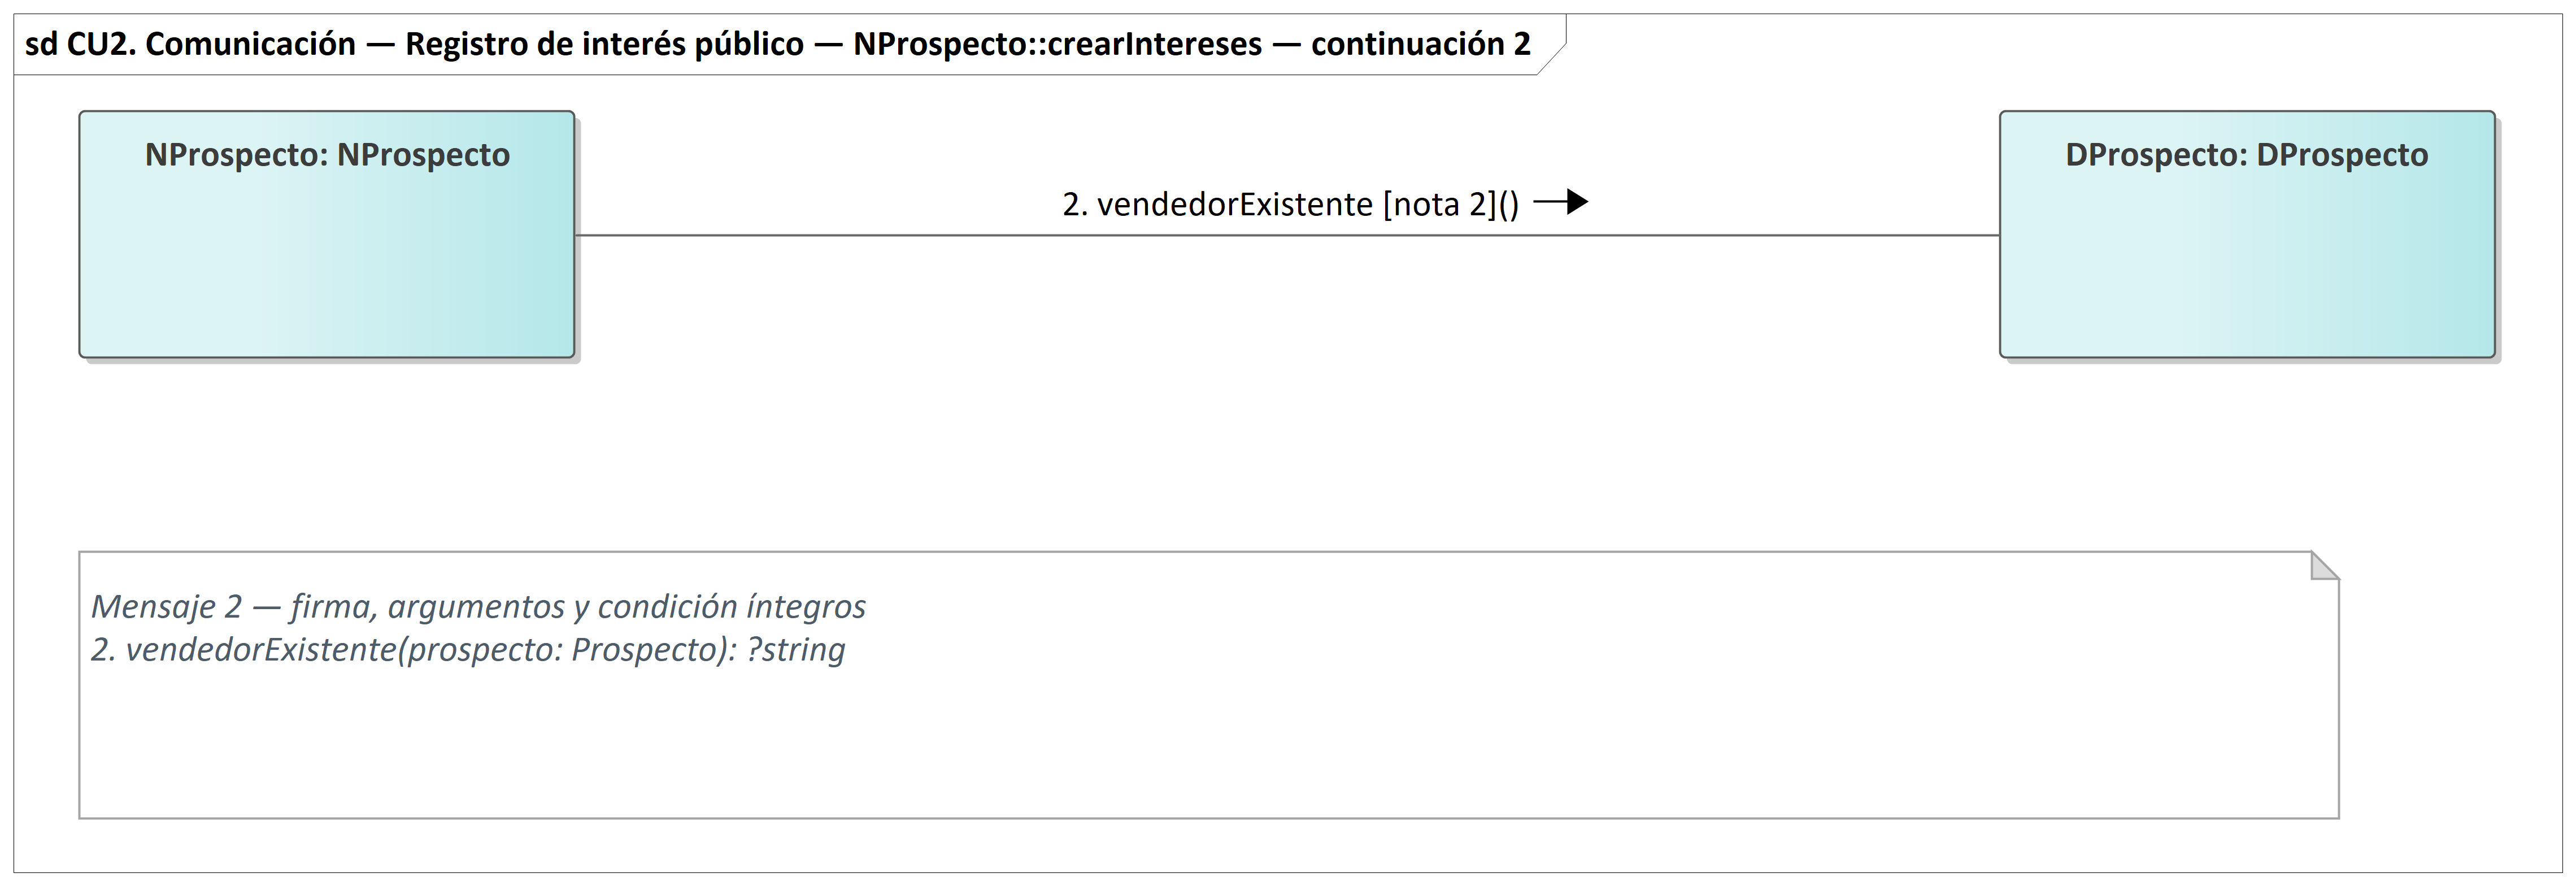 sd CU2. Comunicación — Registro de interés público — NProspecto::crearIntereses — continuación 2
NProspecto: NProspecto
DProspecto: DProspecto
2. vendedorExistente [nota 2]()
Mensaje 2 — firma, argumentos y condición íntegros
2. vendedorExistente(prospecto: Prospecto): ?string